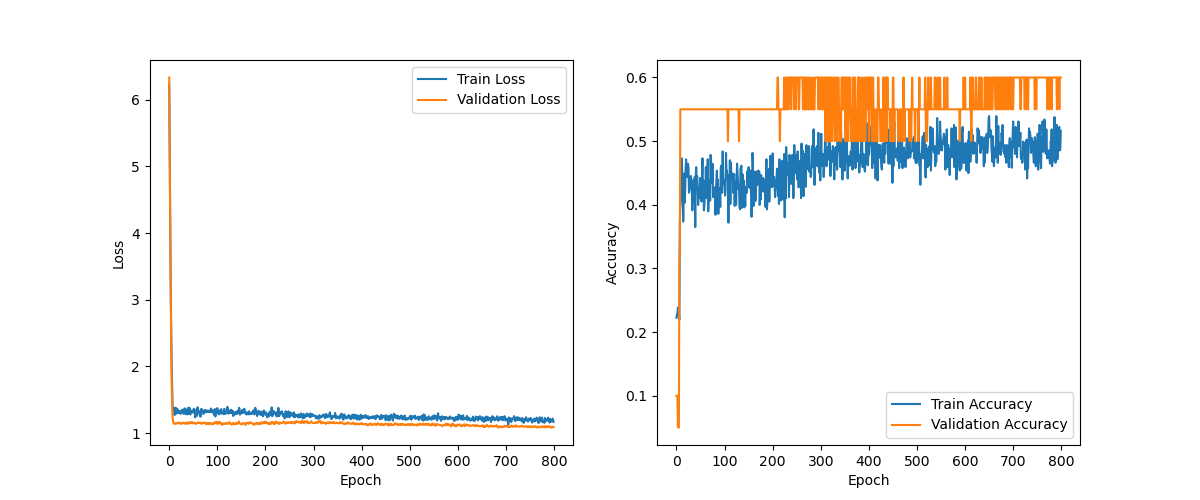 Train Loss
Validation Loss
6
5
4
3
2
1
Loss
0 100 200 300 400 500 600 700 800
Epoch
0.6
0.5
0.4
0.3
0.2
0.1
Accuracy
Train Accuracy
Validation Accuracy
0 100 200 300 400 500 600 700 800
Epoch